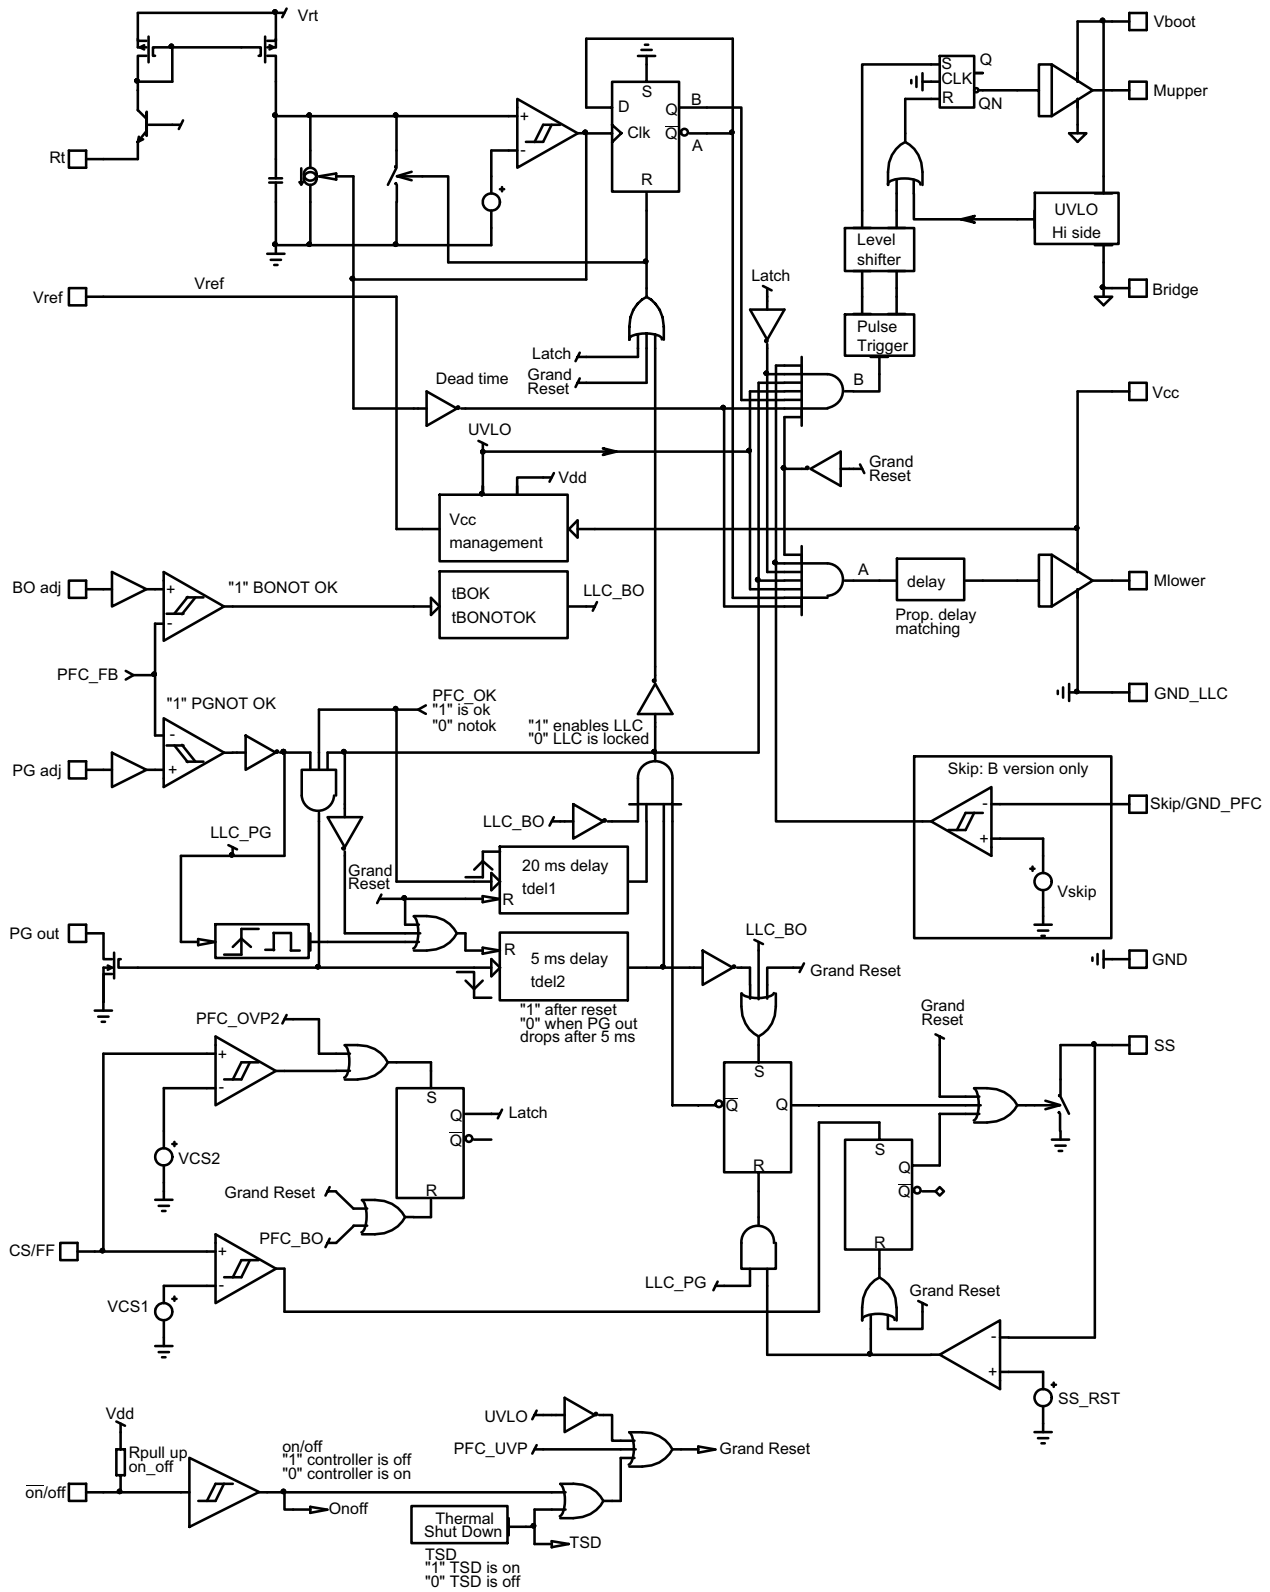 Vrt
Vboot
S
Q
CLK
R
QN
Mupper
D
S
Q
B
Clk
Q
A
R
+
-
+
Rt
UVLO
Hi side
Level
shifter
Latch
Vref
Vref
Bridge
Pulse
Trigger
Latch
Grand
Reset
Dead time
B
Vcc
UVLO
Vdd
Grand
Reset
Vcc
management
BO adj
+
-
"1" BONOT OK
tBOK
tBONOTOK
LLC_BO
A
delay
Prop. delay
matching
Mlower
PFC_FB
"1" PGNOT OK
PFC_OK
"1" is ok
"0" notok
"1" enables LLC
"0" LLC is locked
GND_LLC
PG adj
-
+
Skip: B version only
-
+
Skip/GND_PFC
Vskip
+
LLC_BO
LLC_PG
Grand
Reset
20 ms delay
tdel1
R
PG out
R
5 ms delay
tdel2
LLC_BO
Grand Reset
GND
"1" after reset
"0" when PG out
drops after 5 ms
PFC_OVP2
Grand
Reset
SS
+
-
S
Q
Q
R
Latch
S
Q
Q
R
VCS2
+
S
Q
Q
R
Grand Reset
PFC_BO
CS/FF
+
-
LLC_PG
Grand Reset
VCS1
+
-
+
SS_RST
+
Vdd
Rpull up
on_off
on/off
"1" controller is off
"0" controller is on
UVLO
PFC_UVP
Grand Reset
on/off
Onoff
Thermal
Shut Down
TSD
TSD
"1" TSD is on
"0" TSD is off